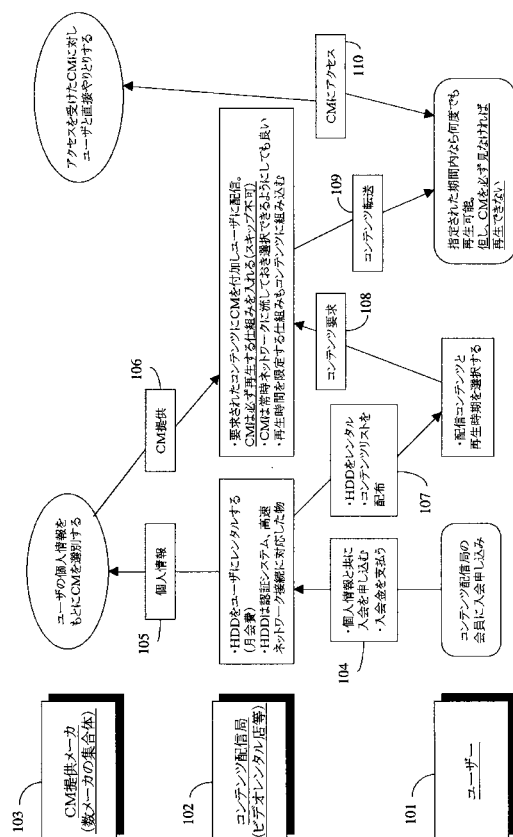 103
CM提供メーカ
(数メーカの集合体)
ユーザの個人情報を
もとにCMを選別する
アクセスを受けたCMに対し
ユーザと直接やりとりする
105
個人情報
106
CM提供
CMにアクセス
110
102
コンテンツ配信局
(ビデオレンタル店等)
・HDDをユーザにレンタルする
(月会費)
・HDDは認証システム、高速
ネットワーク接続に対応した物
・要求されたコンテンツにCMを付加しユーザに配信。
CMは必ず再生する仕組みを入れる(スキップ不可)
・CMは常時ネットワークに流しておき選択できるようにしても良い
・再生時間を限定する仕組みもコンテンツに組み込む
104
・個人情報と共に
入会を申し込む
・入会金を支払う
・HDDをレンタル
・コンテンツリストを
配布
107
コンテンツ要求
108
コンテンツ転送
109
101
ユーザー
コンテンツ配信局の
会員に入会申し込み
・配信コンテンツと
再生時期を選択する
指定された期間内なら何度でも
再生可能。
但し、CMを必ず見なければ
再生できない